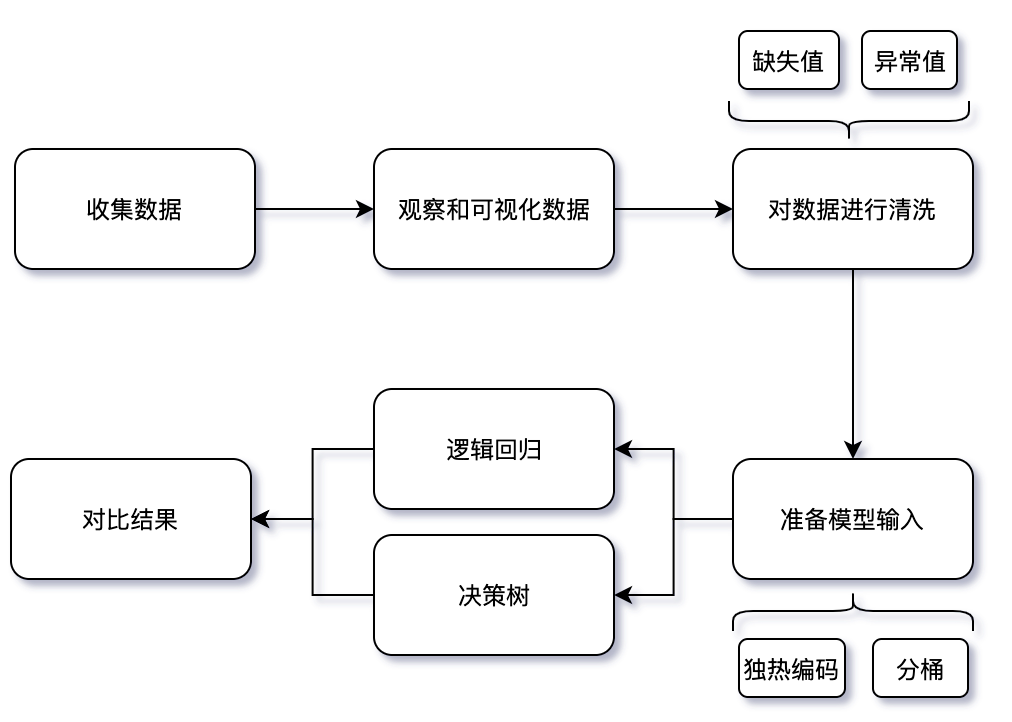 缺失值
异常值
收集数据
观察和可视化数据
对数据进行清洗
逻辑回归
对比结果
准备模型输入
决策树
独热编码
分桶